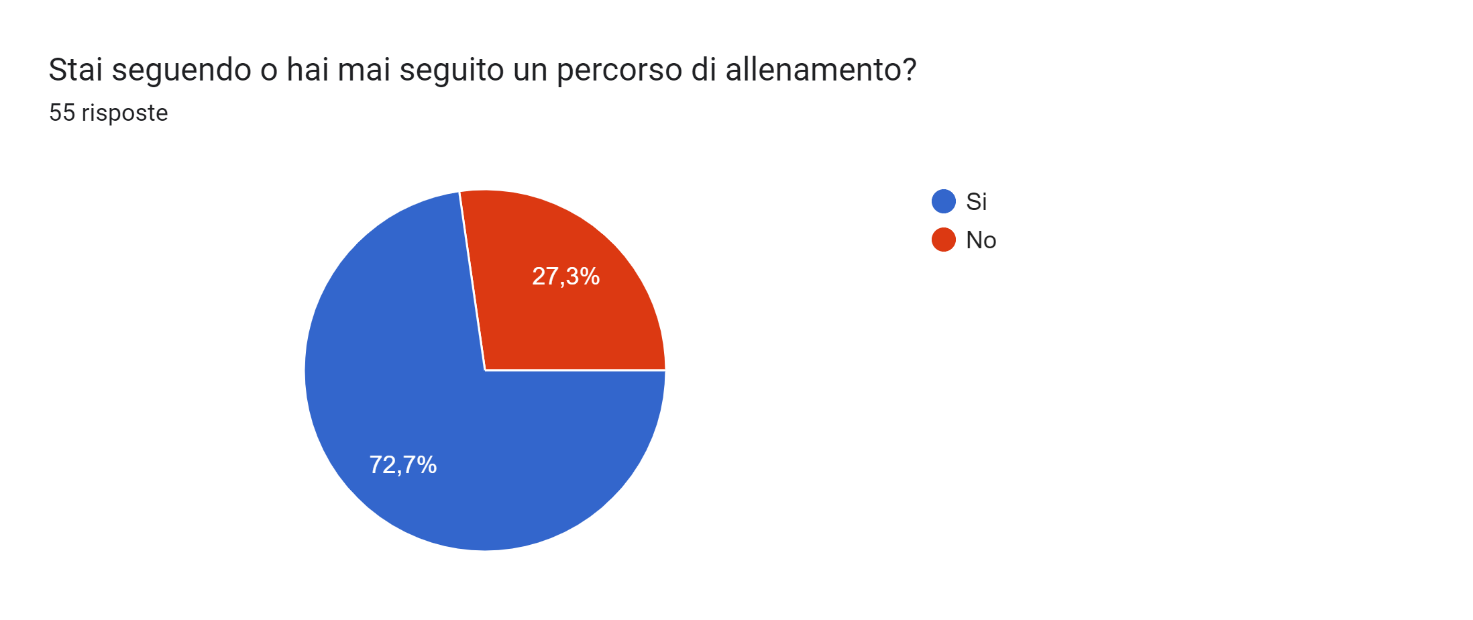 Stai seguendo o hai mai seguito un percorso di allenamento?
55 risposte
Si
No
27,3%
72,7%